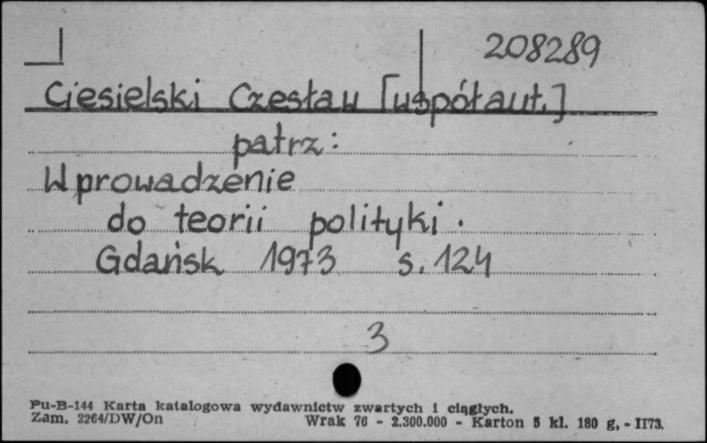 208289
Ciesielski Czesław [współaut.]
patrz:
Wprowadzenie
do teorii polityki.
Gdańsk 1973 s. 124
3
Pu-B-144 Karta katalogowa wydawnictw zwartych i ciągłych.
Zam. 2264/DW/On Wrak 76 - 2.300.000 - Karton 5 kl. 180 g. - II73.